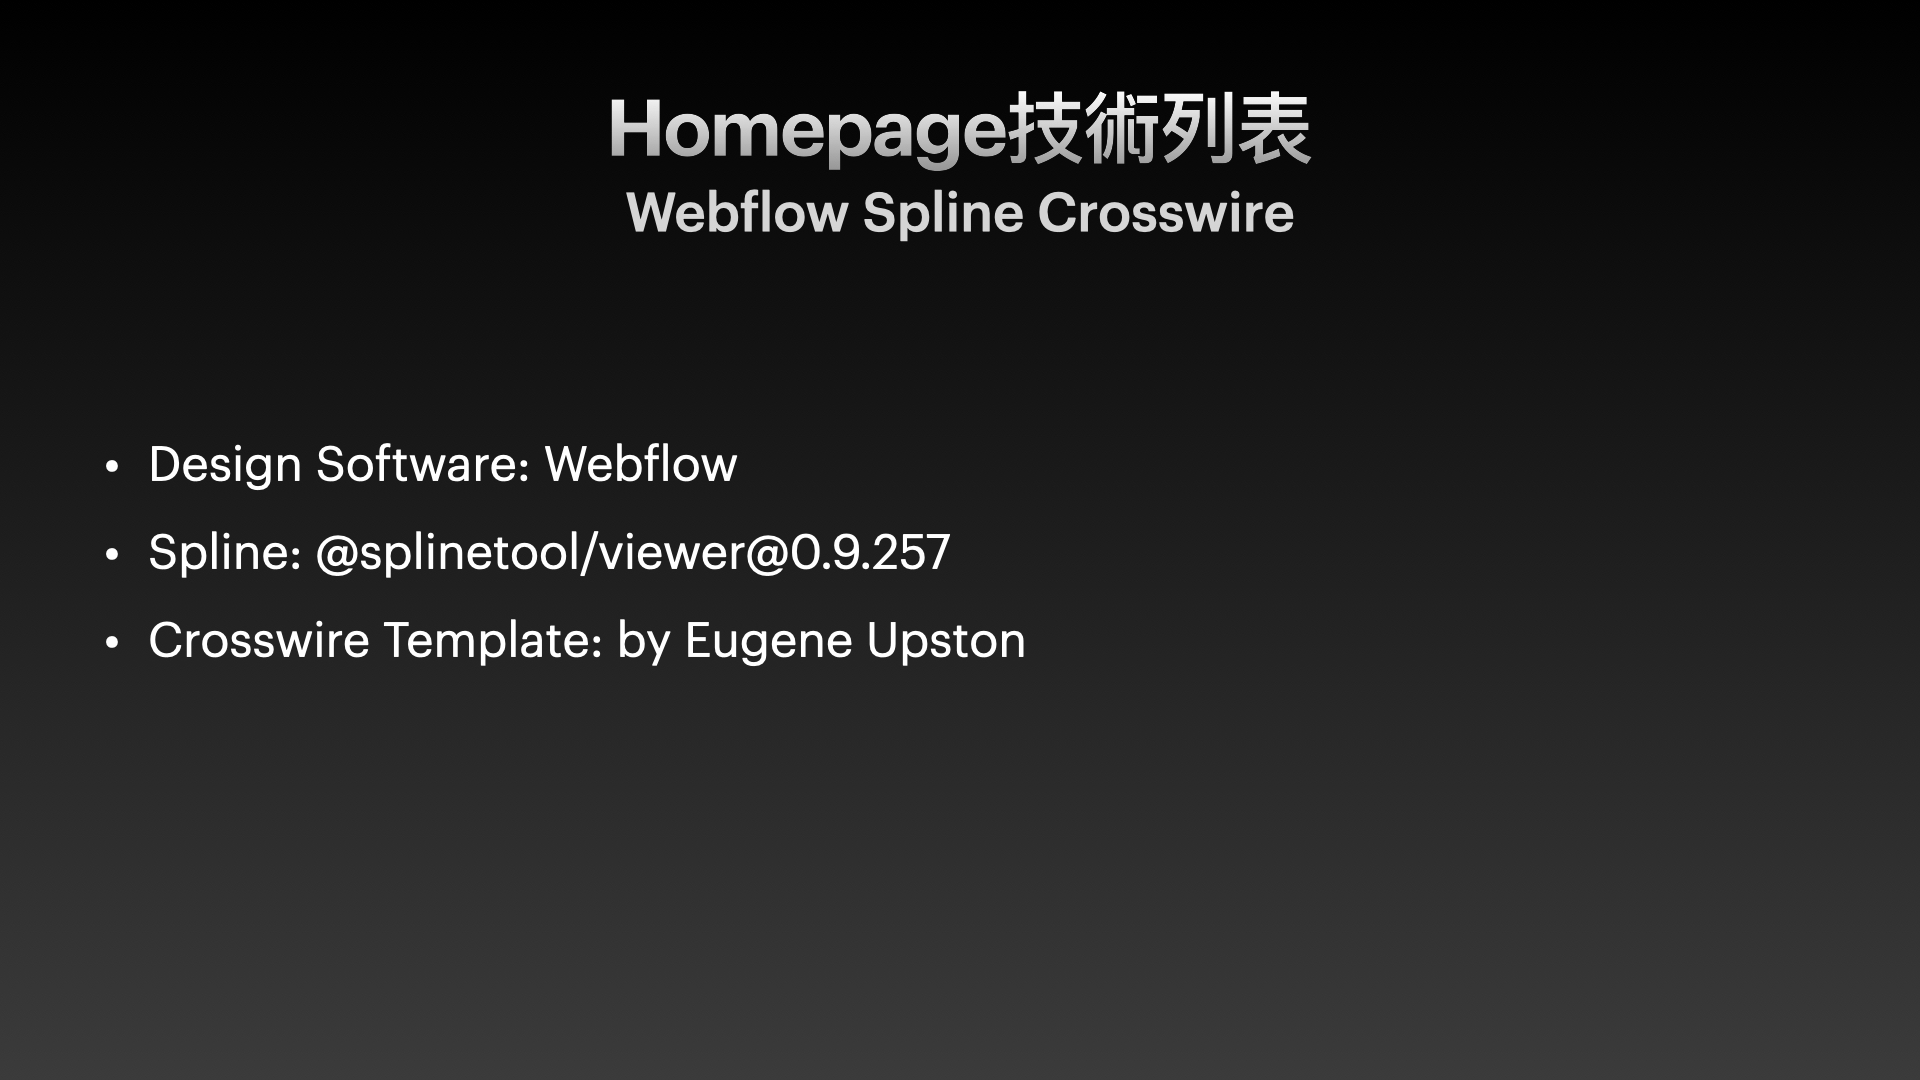 Homepage技術列表
Webflow Spline Crosswire
• Design Software: Webflow
• Spline: @splinetool/viewer@0.9.257
• Crosswire Template: by Eugene Upston